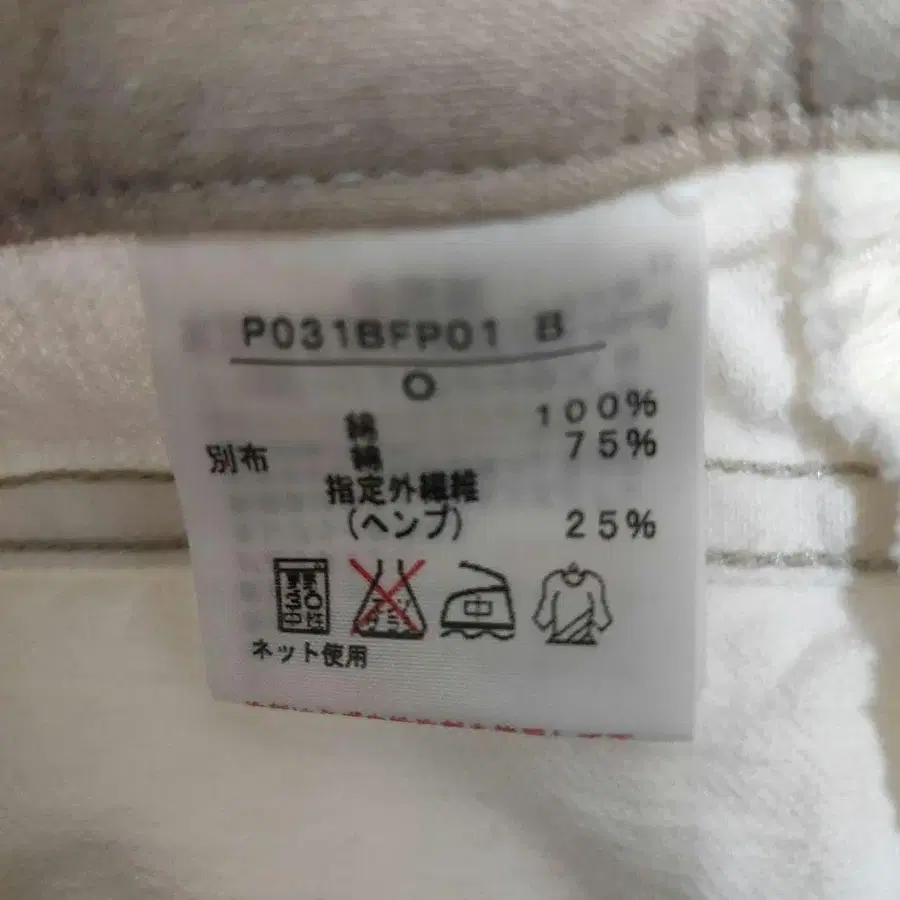 P031BFP01 B
O
綿 100%
別布 綿 75%
指定外繊維
(ヘンプ) 25%
中
ネット使用